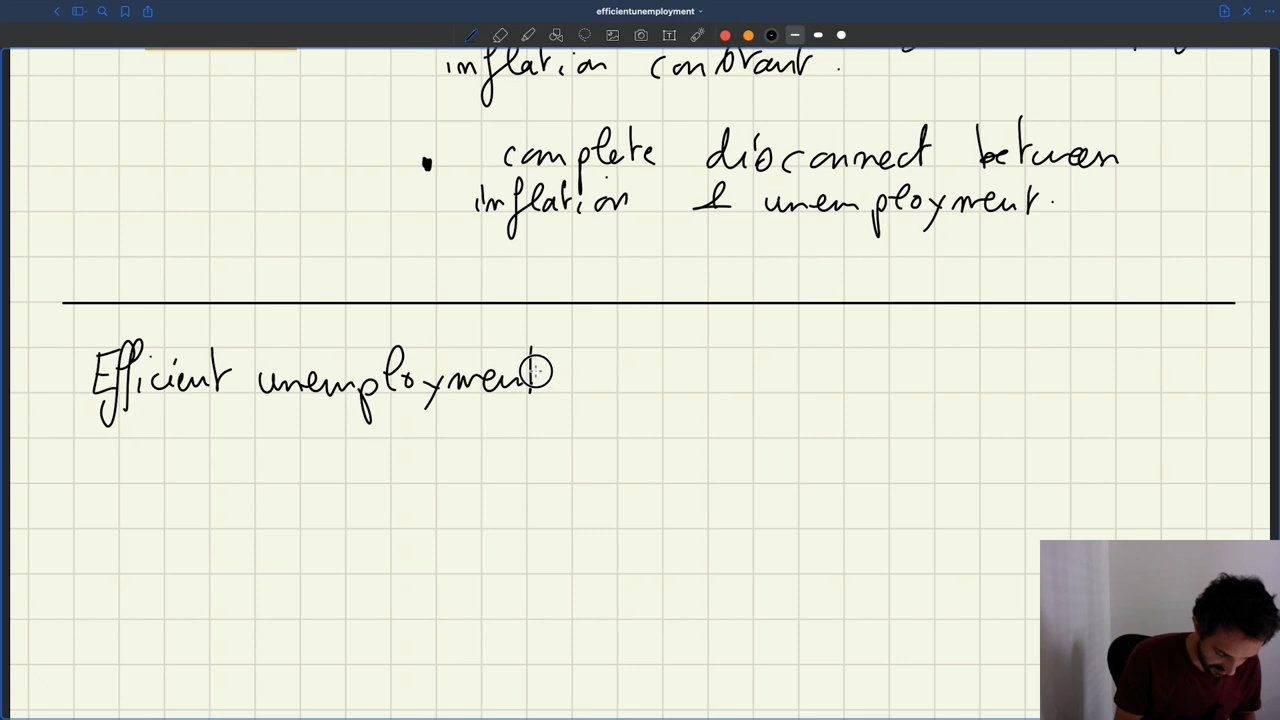 efficientunemployment
inflation constant.
• complete disconnect between
inflation & unemployment.
Efficient unemployment